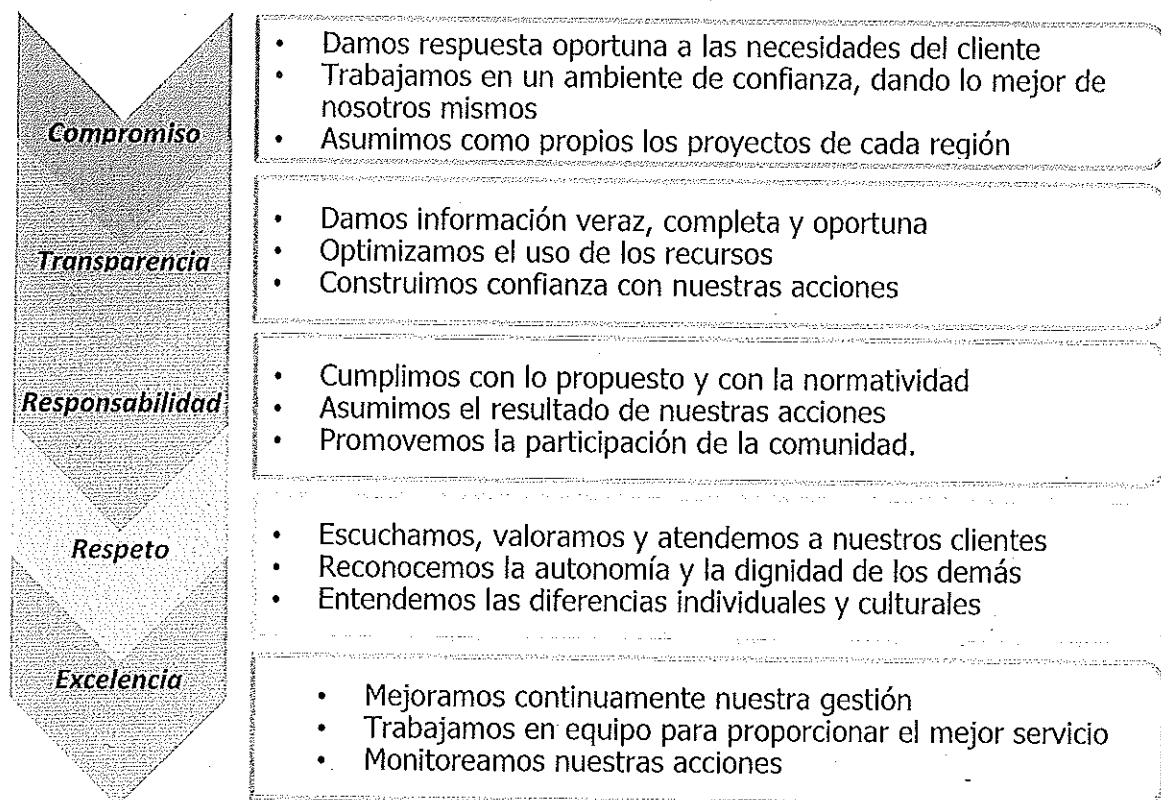 Compromiso
• Damos respuesta oportuna a las necesidades del cliente
• Trabajamos en un ambiente de confianza, dando lo mejor de
nosotros mismos
• Asumimos como propios los proyectos de cada región
Transparencia
• Damos información veraz, completa y oportuna
• Optimizamos el uso de los recursos
• Construimos confianza con nuestras acciones
Responsabilidad
• Cumplimos con lo propuesto y con la normatividad
• Asumimos el resultado de nuestras acciones
• Promovemos la participación de la comunidad.
Respeto
• Escuchamos, valoramos y atendemos a nuestros clientes
• Reconocemos la autonomía y la dignidad de los demás
• Entendemos las diferencias individuales y culturales
Excelencia
• Mejoramos continuamente nuestra gestión
• Trabajamos en equipo para proporcionar el mejor servicio
• Monitoreamos nuestras acciones